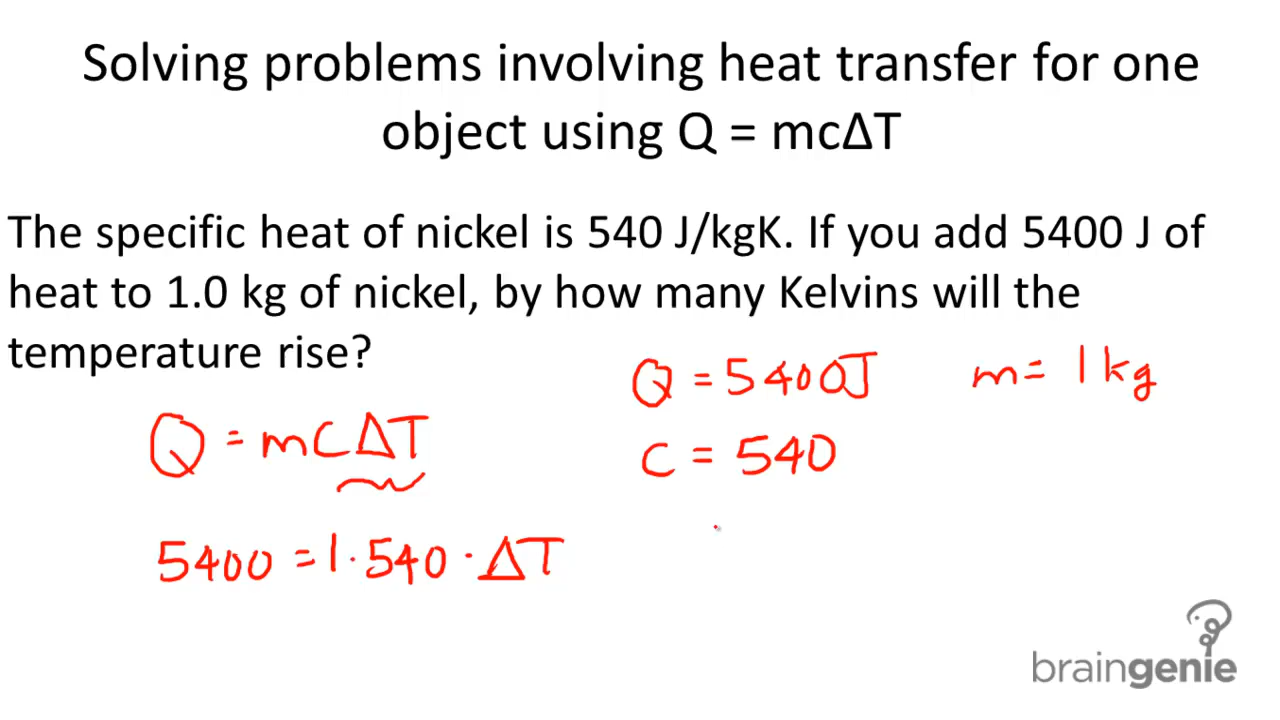 Solving problems involving heat transfer for one
object using Q = mcΔT
The specific heat of nickel is 540 J/kgK. If you add 5400 J of
heat to 1.0 kg of nickel, by how many Kelvins will the
temperature rise?
Q = 5400J m = 1 kg
Q = mCΔT
C = 540
5400 = 1 · 540 · ΔT
braingenie